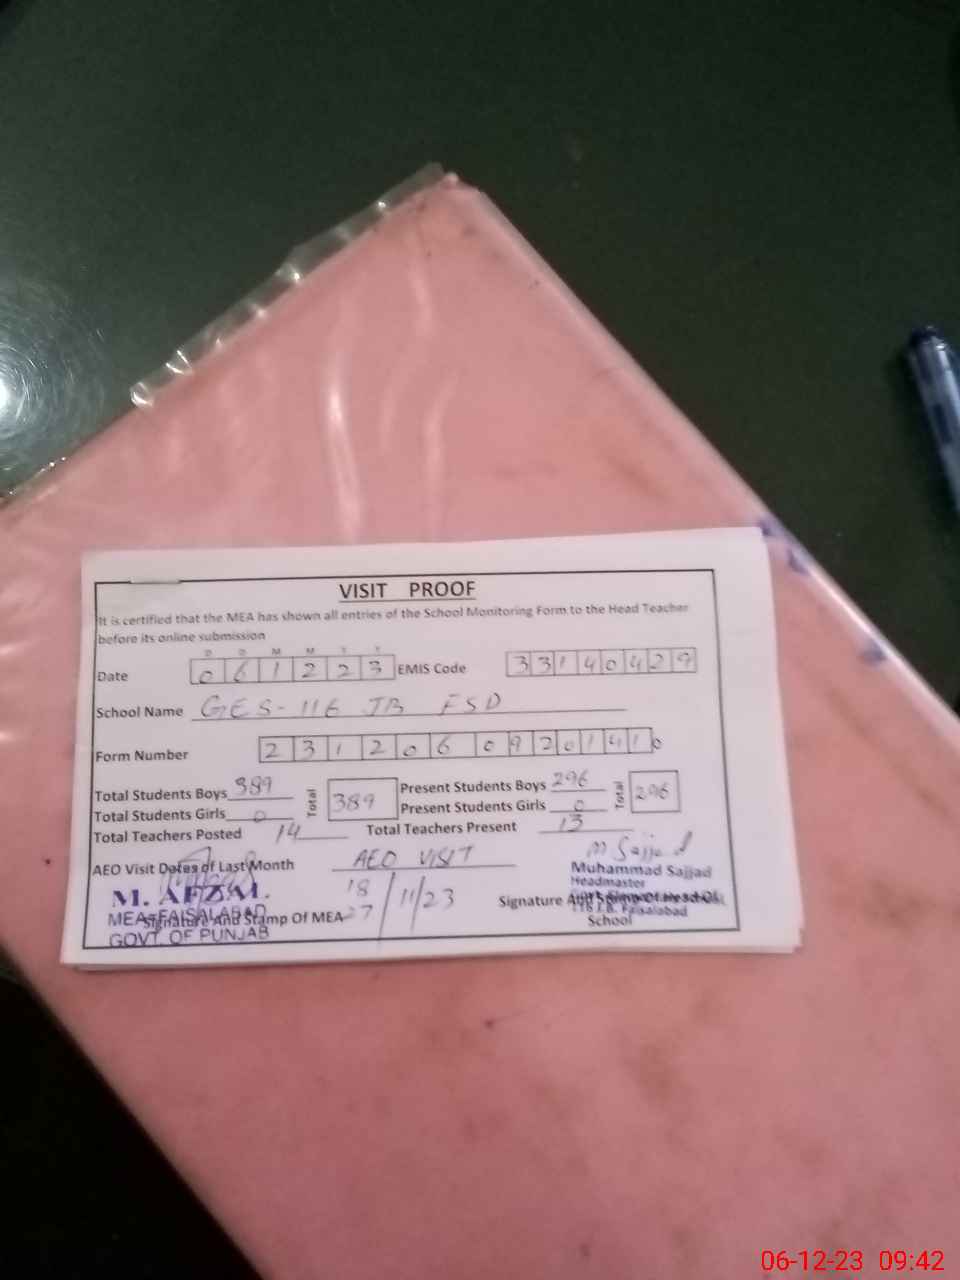 VISIT PROOF
It is certified that the MEA has shown all entries of the School Monitoring Form to the Head Teacher
before its online submission
D D M M Y Y
Date 0 6 1 2 2 3 EMIS Code 3 3 1 4 0 4 2 9
School Name GES-116 JB FSD
Form Number 2 3 1 2 0 6 0 9 2 0 1 4 1 0
Total Students Boys 389 Total 389 Present Students Boys 296 Total 296
Total Students Girls 0 Present Students Girls 0
Total Teachers Posted 14 Total Teachers Present 13
AEO Visit Dates of Last Month AEO VISIT
18
27 / 11/23
M Sajjad
Muhammad Sajjad
Headmaster
116 J.B. Faisalabad
M. AFZAL
MEA-FAISALABAD
GOVT. OF PUNJAB
Signature And Stamp Of MEA
Signature And Stamp Of Head Of
School
06-12-23 09:42